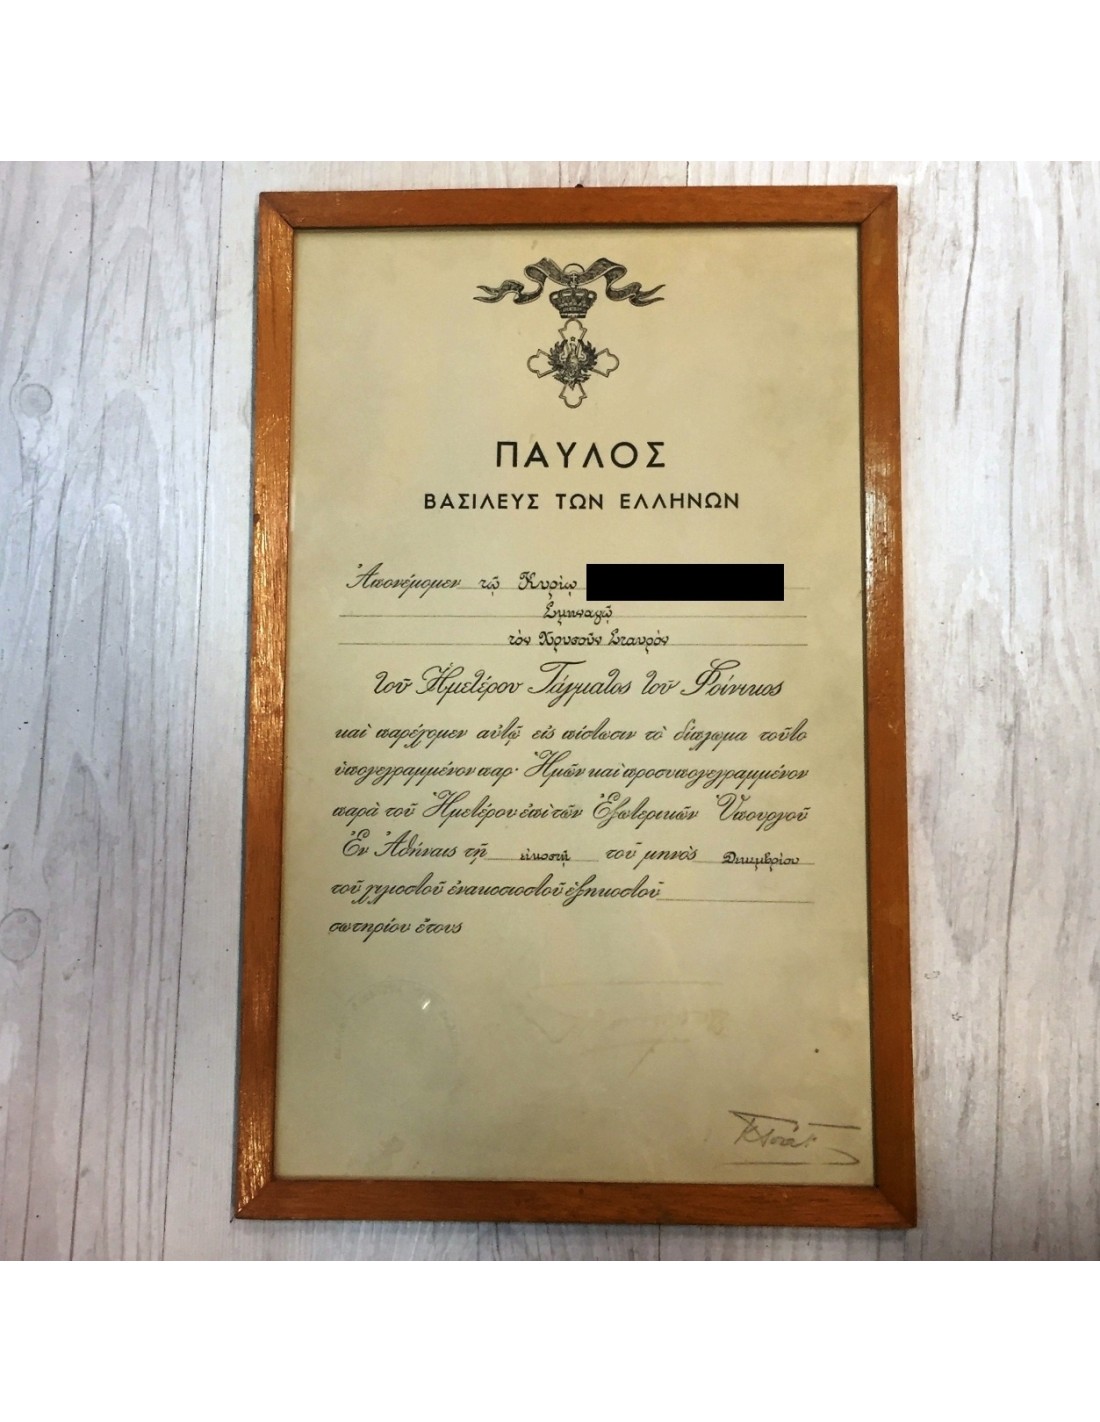 ΠΑΥΛΟΣ
ΒΑΣΙΛΕΥΣ ΤΩΝ ΕΛΛΗΝΩΝ
Ἀπονέμομεν τῷ Κυρίῳ
Σμηναγῷ
τὸν Χρυσοῦν Σταυρὸν
τοῦ Ἡμετέρου Τάγματος τοῦ Φοίνικος
καὶ παρέχομεν αὐτῷ εἰς πίστωσιν τὸ δίπλωμα τοῦτο
ὑπογεγραμμένον παρ' Ἡμῶν καὶ προσυπογεγραμμένον
παρὰ τοῦ Ἡμετέρου ἐπὶ τῶν Ἐξωτερικῶν Ὑπουργοῦ
Ἐν Ἀθήναις τῇ εἰκοστῇ τοῦ μηνὸς Δεκεμβρίου
τοῦ χιλιοστοῦ ἐνακοσιοστοῦ ἑξηκοστοῦ
σωτηρίου ἔτους